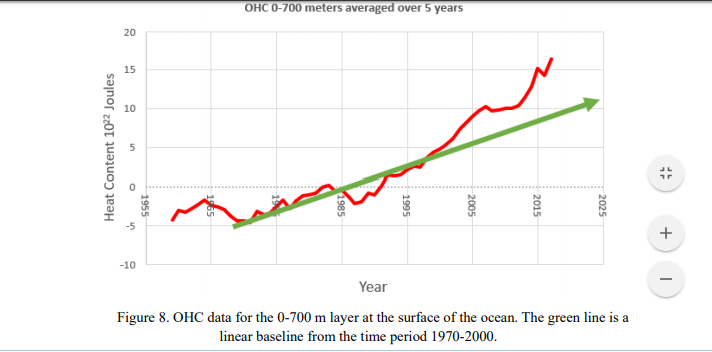 OHC 0-700 meters averaged over 5 years
20
15
10
5
0
-5
-10
Heat Content 10²² Joules
1955
1965
1985
1995
2005
2015
2025
Year
Figure 8. OHC data for the 0-700 m layer at the surface of the ocean. The green line is a
linear baseline from the time period 1970-2000.